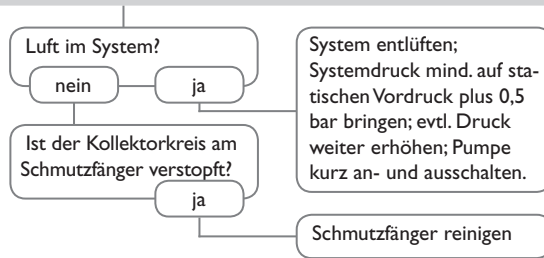 Luft im System?
nein
ja
System entlüften;
Systemdruck mind. auf sta-
tischen Vordruck plus 0,5
bar bringen; evtl. Druck
weiter erhöhen; Pumpe
kurz an- und ausschalten.
Ist der Kollektorkreis am
Schmutzfänger verstopft?
ja
Schmutzfänger reinigen